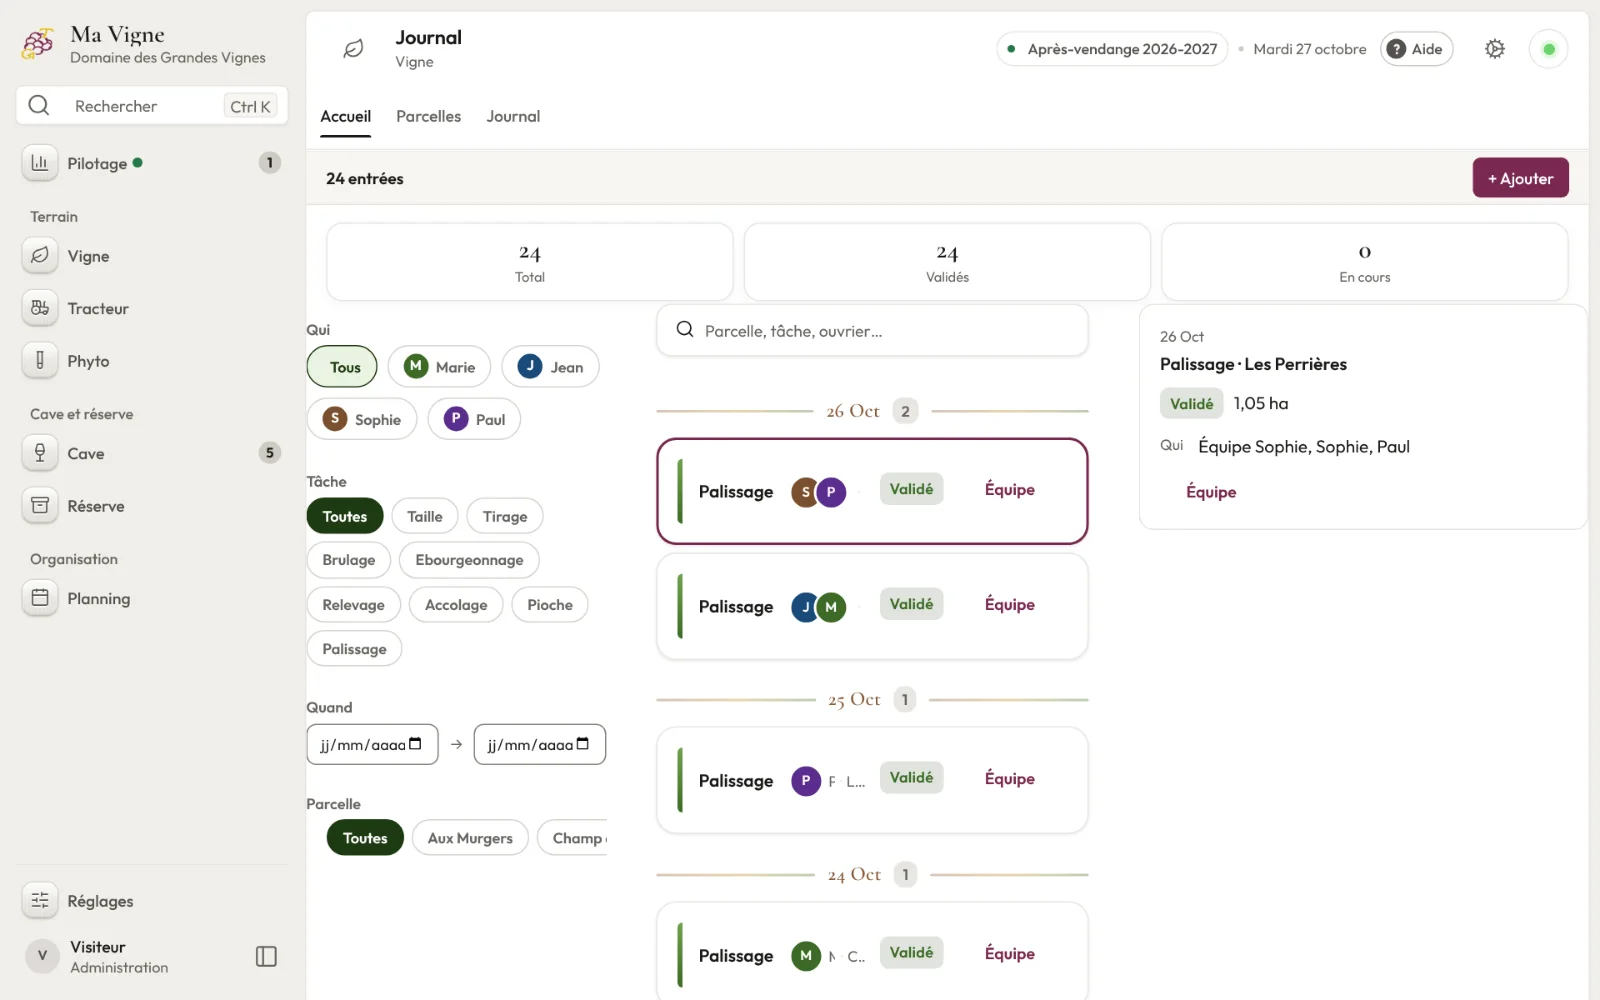 Ma Vigne
Domaine des Grandes Vignes
Rechercher Ctrl K
Pilotage 1
Terrain
Vigne
Tracteur
Phyto
Cave et réserve
Cave 5
Réserve
Organisation
Planning
Réglages
V Visiteur
Administration
Journal
Vigne
Après-vendange 2026-2027 Mardi 27 octobre ? Aide
Accueil Parcelles Journal
24 entrées + Ajouter
24
Total
24
Validés
0
En cours
Qui
Tous M Marie J Jean
S Sophie P Paul
Tâche
Toutes Taille Tirage
Brulage Ebourgeonnage
Relevage Accolage Pioche
Palissage
Quand
jj/mm/aaaa → jj/mm/aaaa
Parcelle
Toutes Aux Murgers Champ
Parcelle, tâche, ouvrier...
26 Oct 2
Palissage S P Validé Équipe
Palissage J M Validé Équipe
25 Oct 1
Palissage P L... Validé Équipe
24 Oct 1
Palissage M C.. Validé Équipe
26 Oct
Palissage · Les Perrières
Validé 1,05 ha
Qui Équipe Sophie, Sophie, Paul
Équipe